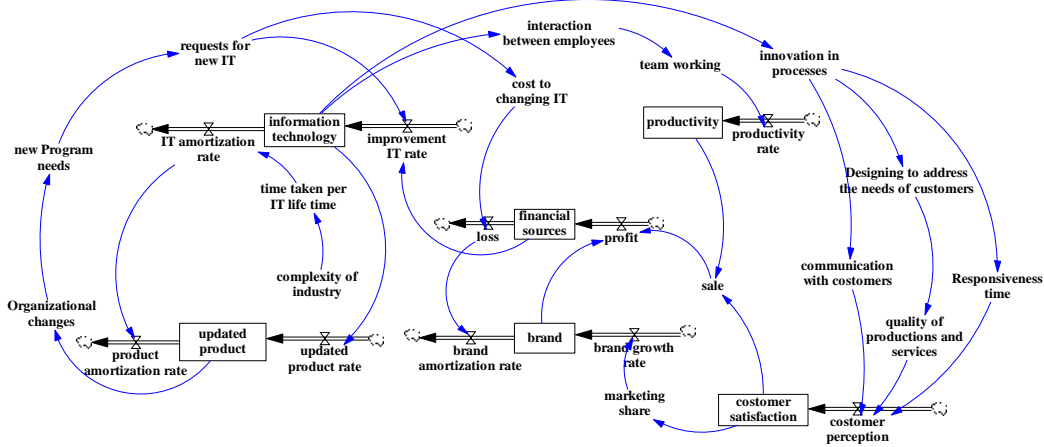 interaction
between employees
requests for
new IT
innovation in
processes
team working
cost to
changing IT
information
technology
productivity
IT amortization
rate
improvement
IT rate
productivity
rate
new Program
needs
Designing to address
the needs of customers
time taken per
IT life time
financial
sources
loss
profit
communication
with customers
complexity of
industry
sale
Responsiveness
time
Organizational
changes
quality of
productions and
services
updated
product
brand
product
amortization rate
updated
product rate
brand
amortization rate
brand growth
rate
marketing
share
costomer
satisfaction
costomer
perception